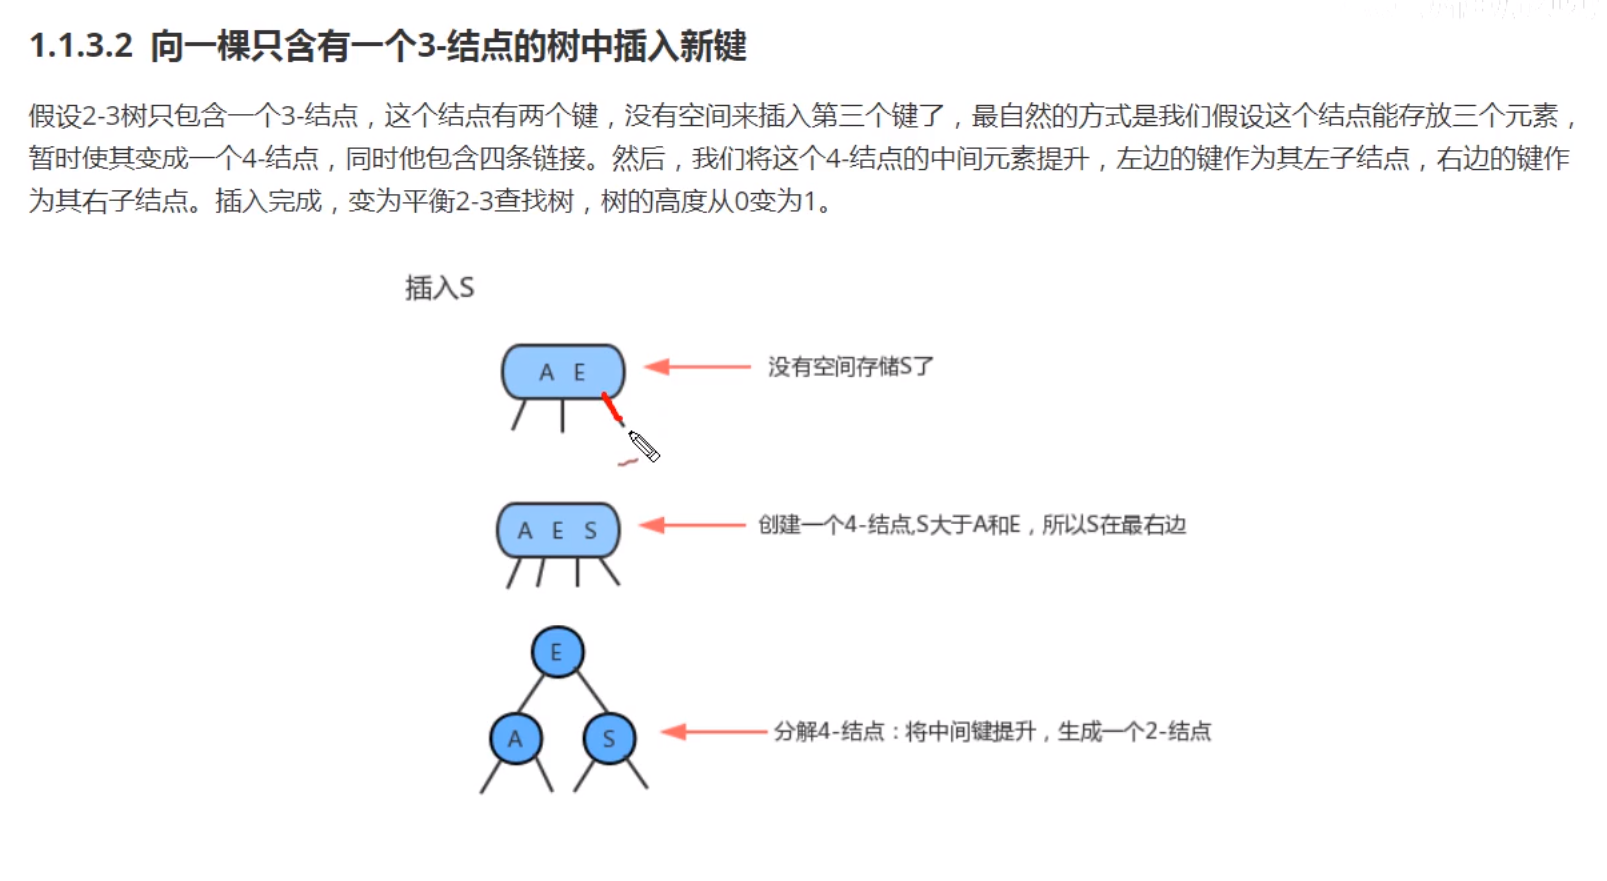 1.1.3.2 向一棵只含有一个3-结点的树中插入新键
假设2-3树只包含一个3-结点，这个结点有两个键，没有空间来插入第三个键了，最自然的方式是我们假设这个结点能存放三个元素，
暂时使其变成一个4-结点，同时他包含四条链接。然后，我们将这个4-结点的中间元素提升，左边的键作为其左子结点，右边的键作
为其右子结点。插入完成，变为平衡2-3查找树，树的高度从0变为1。
插入S
A E
没有空间存储S了
A E S
创建一个4-结点,S大于A和E，所以S在最右边
E
A
S
分解4-结点：将中间键提升，生成一个2-结点